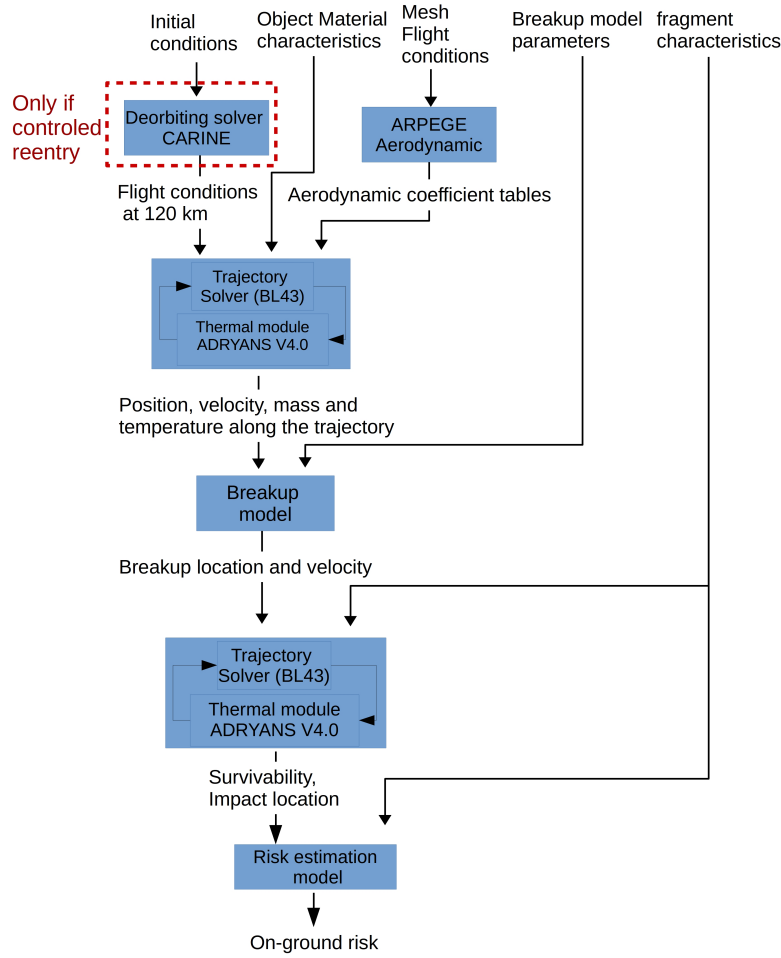 Initial
conditions
Object Material
characteristics
Mesh
Flight
conditions
Breakup model
parameters
fragment
characteristics
Only if
controled
reentry
Deorbiting solver
CARINE
ARPEGE
Aerodynamic
Flight conditions
at 120 km
Aerodynamic coefficient tables
Trajectory
Solver (BL43)
Thermal module
ADRYANS V4.0
Position, velocity, mass and
temperature along the trajectory
Breakup
model
Breakup location and velocity
Trajectory
Solver (BL43)
Thermal module
ADRYANS V4.0
Survivability,
Impact location
Risk estimation
model
On-ground risk